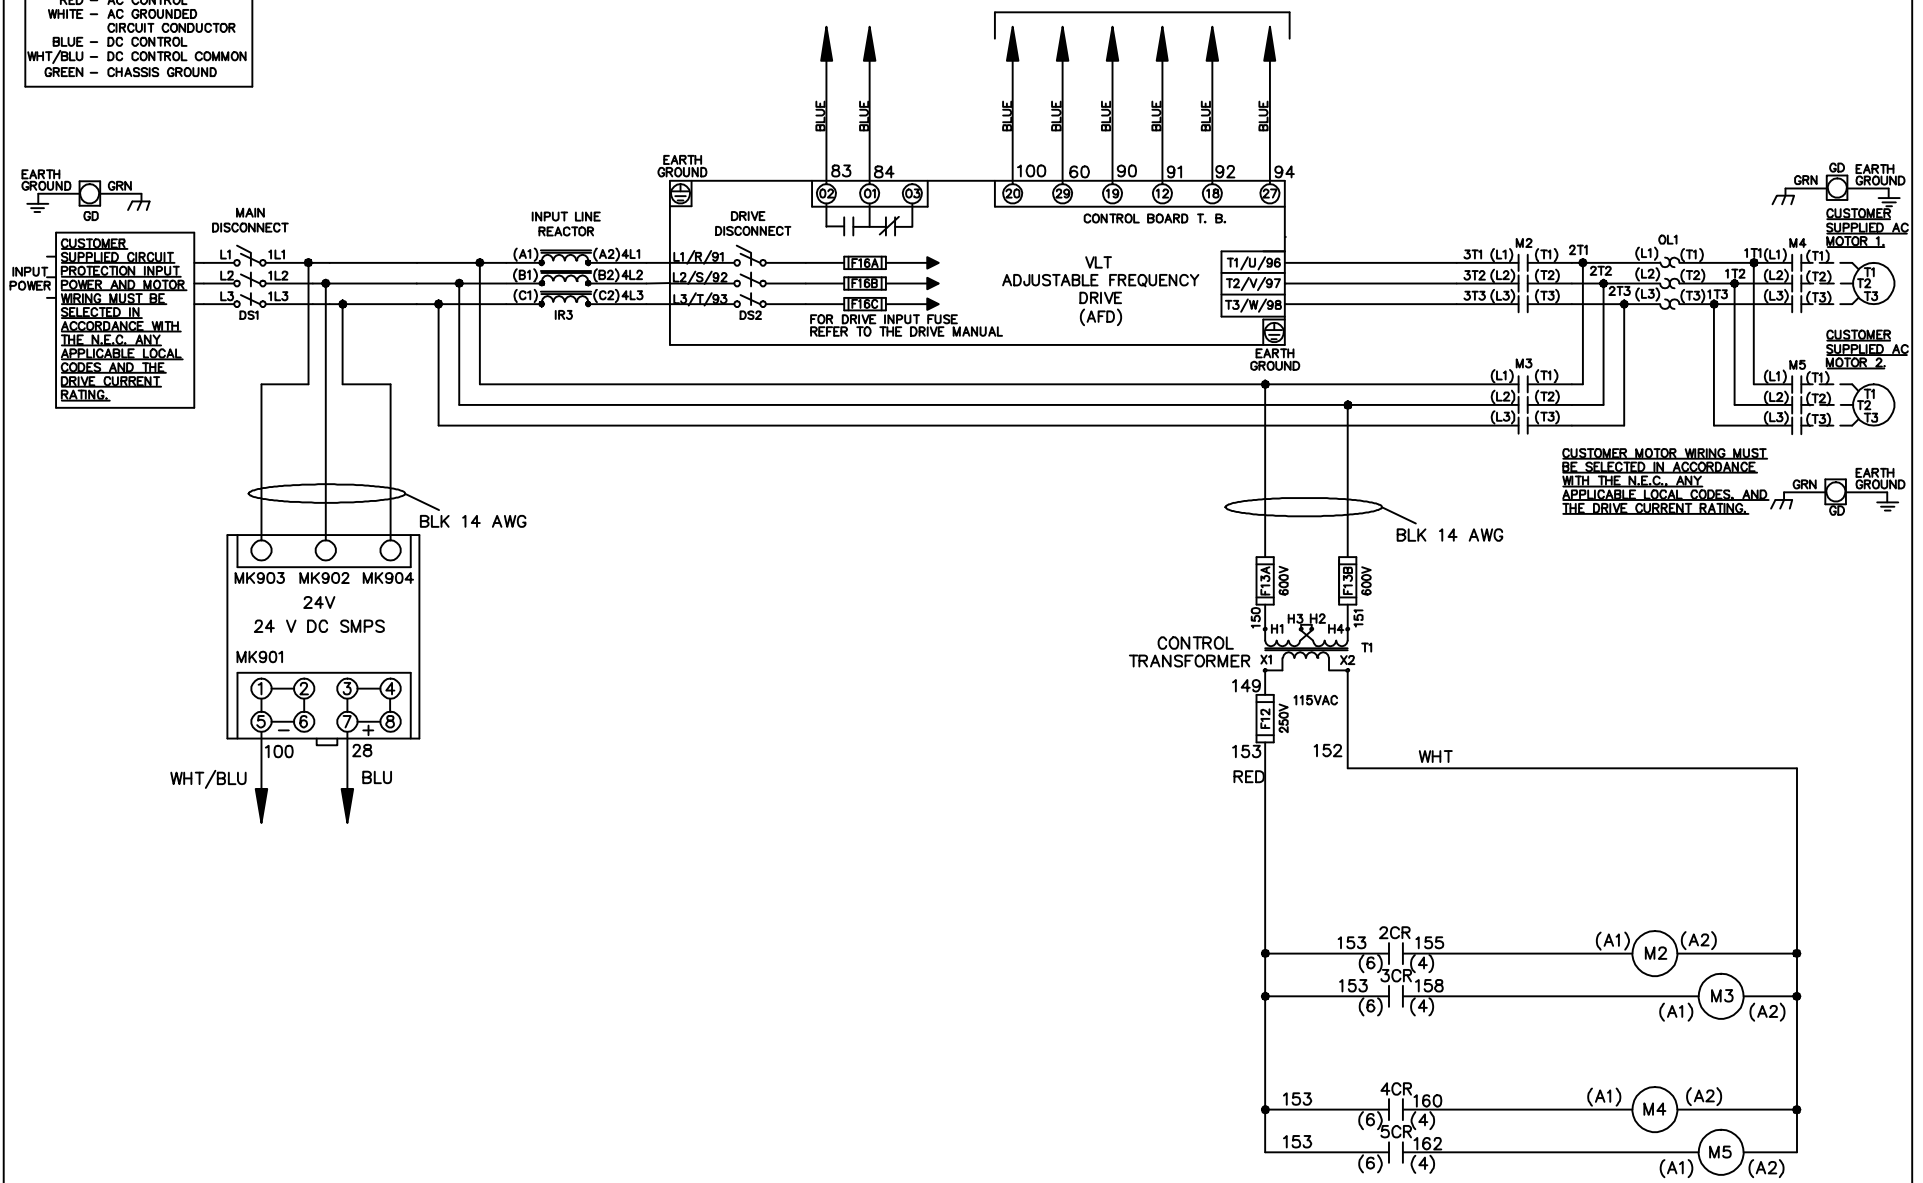 RED – AC CONTROL
WHITE – AC GROUNDED
CIRCUIT CONDUCTOR
BLUE – DC CONTROL
WHT/BLU – DC CONTROL COMMON
GREEN – CHASSIS GROUND
BLUE
BLUE
BLUE
BLUE
BLUE
BLUE
BLUE
BLUE
EARTH
GROUND
GRN
GD
EARTH
GROUND
83
84
100
60
90
91
92
94
02
01
03
20
29
19
12
18
27
CONTROL BOARD T. B.
GD
EARTH
GROUND
GRN
CUSTOMER
SUPPLIED AC
MOTOR 1.
INPUT
POWER
CUSTOMER
SUPPLIED CIRCUIT
PROTECTION INPUT
POWER AND MOTOR
WIRING MUST BE
SELECTED IN
ACCORDANCE WITH
THE N.E.C. ANY
APPLICABLE LOCAL
CODES AND THE
DRIVE CURRENT
RATING.
MAIN
DISCONNECT
L1
1L1
L2
1L2
L3
1L3
DS1
INPUT LINE
REACTOR
(A1)
(A2)
4L1
(B1)
(B2)
4L2
(C1)
(C2)
4L3
IR3
DRIVE
DISCONNECT
L1/R/91
L2/S/92
L3/T/93
DS2
F16A
F16B
F16C
FOR DRIVE INPUT FUSE
REFER TO THE DRIVE MANUAL
VLT
ADJUSTABLE FREQUENCY
DRIVE
(AFD)
T1/U/96
T2/V/97
T3/W/98
EARTH
GROUND
M2
3T1 (L1) (T1) 2T1
3T2 (L2) (T2) 2T2
3T3 (L3) (T3) 2T3
OL1
(L1) (T1) 1T1
(L2) (T2) 1T2
(L3) (T3) 1T3
M4
(L1) (T1)
(L2) (T2)
(L3) (T3)
T1
T2
T3
M3
(L1) (T1)
(L2) (T2)
(L3) (T3)
CUSTOMER
SUPPLIED AC
MOTOR 2.
M5
(L1) (T1)
(L2) (T2)
(L3) (T3)
T1
T2
T3
CUSTOMER MOTOR WIRING MUST
BE SELECTED IN ACCORDANCE
WITH THE N.E.C., ANY
APPLICABLE LOCAL CODES, AND
THE DRIVE CURRENT RATING.
GRN
GD
EARTH
GROUND
BLK 14 AWG
MK903 MK902 MK904
24V
24 V DC SMPS
MK901
1 2 3 4
5 6 7 8
– +
100
28
WHT/BLU
BLU
BLK 14 AWG
F13A
600V
F13B
600V
150
151
H1 H3 H2 H4
T1
CONTROL
TRANSFORMER
X1 X2
149
115VAC
F12
250V
153
152
RED
WHT
2CR
153 155
(6) (4)
(A1) M2 (A2)
3CR
153 158
(6) (4)
(A1) M3 (A2)
4CR
153 160
(6) (4)
(A1) M4 (A2)
5CR
153 162
(6) (4)
(A1) M5 (A2)